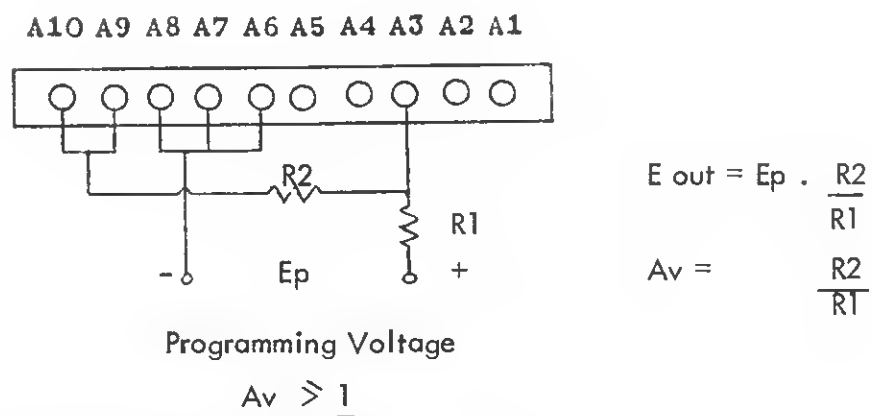 A10 A9 A8 A7 A6 A5 A4 A3 A2 A1
R2
R1
- Ep +
E out = Ep . R2
R1
Av = R2
R1
Programming Voltage
Av ⩾ 1